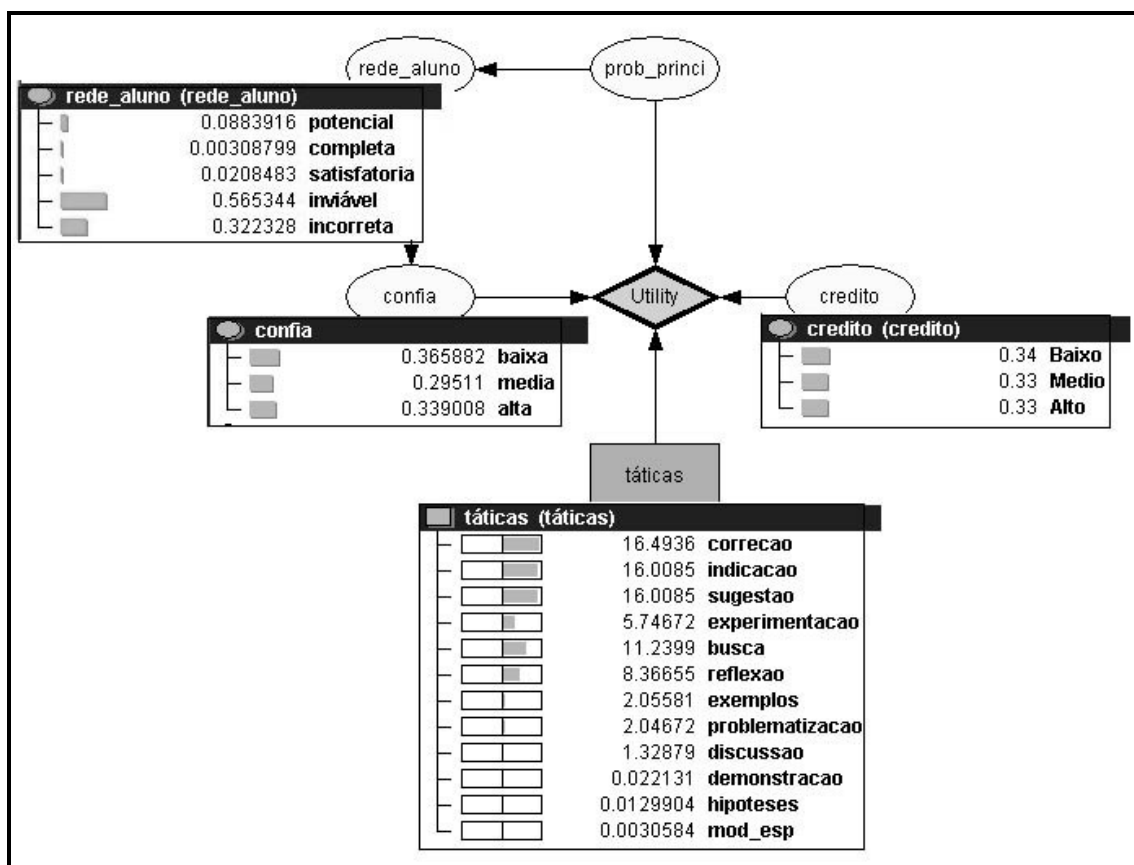 rede_aluno
prob_princi
rede_aluno (rede_aluno)
0.0883916 potencial
0.00308799 completa
0.0208483 satisfatoria
0.565344 inviável
0.322328 incorreta
confia
Utility
credito
confia
0.365882 baixa
0.29511 media
0.339008 alta
credito (credito)
0.34 Baixo
0.33 Medio
0.33 Alto
táticas
táticas (táticas)
16.4936 correcao
16.0085 indicacao
16.0085 sugestao
5.74672 experimentacao
11.2399 busca
8.36655 reflexao
2.05581 exemplos
2.04672 problematizacao
1.32879 discussao
0.022131 demonstracao
0.0129904 hipoteses
0.0030584 mod_esp